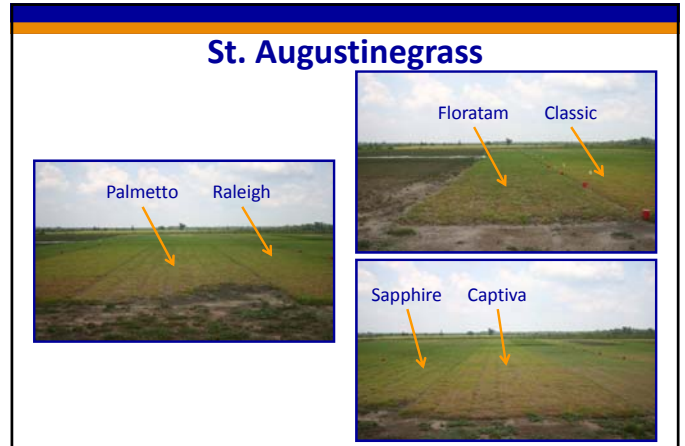 St. Augustinegrass
Palmetto Raleigh
Floratam Classic
Sapphire Captiva